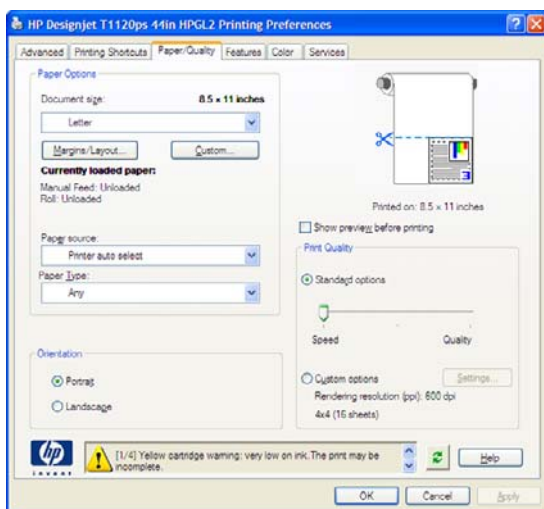 HP Designjet T1120ps 44in HPGL2 Printing Preferences
Advanced Printing Shortcuts Paper/Quality Features Color Services
Paper Options
Document size: 8.5 × 11 inches
Letter
Margins/Layout... Custom...
Currently loaded paper:
Manual Feed: Unloaded
Roll: Unloaded
Paper source:
Printer auto select
Paper Type:
Any
Orientation
Portrait
Landscape
Printed on: 8.5 × 11 inches
Show preview before printing
Print Quality
Standard options
Speed Quality
Custom options Settings...
Rendering resolution (ppi): 600 dpi
4x4 (16 sheets)
hp
invent
[1/4] Yellow cartridge warning: very low on ink.The print may be
incomplete.
Help
OK Cancel Apply